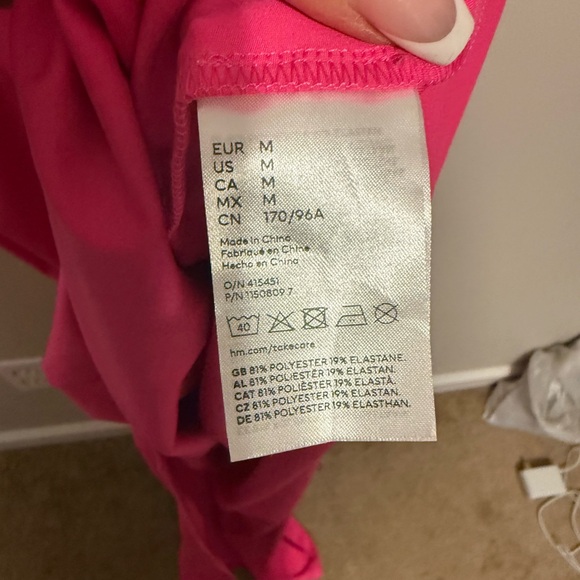 EUR M
US M
CA M
MX M
CN 170/96A
Made in China
Fabriqué en Chine
Hecho en China
O/N 415451
P/N 1150809 7
40
hm.com/takecare
GB 81% POLYESTER 19% ELASTANE.
AL 81% POLIESTËR 19% ELASTAN.
CAT 81% POLIÈSTER 19% ELASTÀ.
CZ 81% POLYESTER 19% ELASTAN.
DE 81% POLYESTER 19% ELASTHAN.